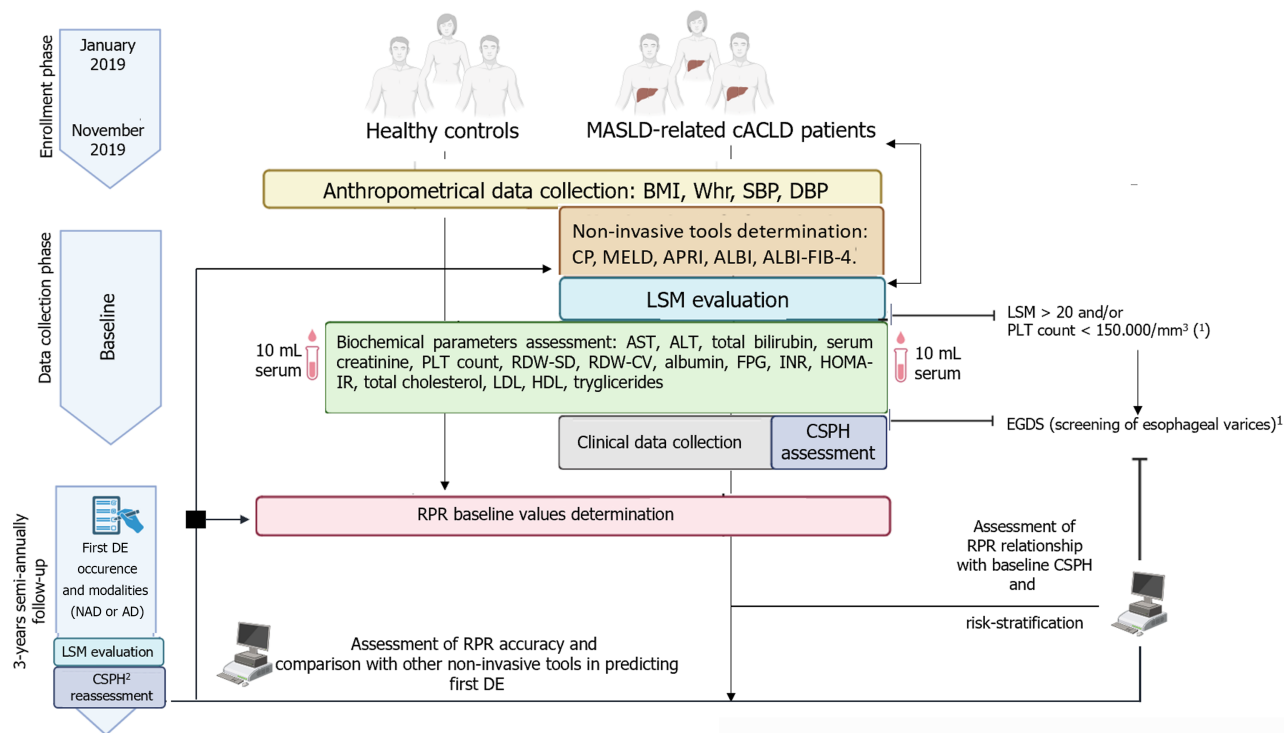 Enrollment phase
January
2019
November
2019
Healthy controls
MASLD-related cACLD patients
Anthropometrical data collection: BMI, Whr, SBP, DBP
Non-invasive tools determination:
CP, MELD, APRI, ALBI, ALBI-FIB-4.
LSM evaluation
Data collection phase
Baseline
10 mL
serum
Biochemical parameters assessment: AST, ALT, total bilirubin, serum
creatinine, PLT count, RDW-SD, RDW-CV, albumin, FPG, INR, HOMA-
IR, total cholesterol, LDL, HDL, tryglicerides
10 mL
serum
LSM > 20 and/or
PLT count < 150.000/mm³ (¹)
EGDS (screening of esophageal varices)¹
Clinical data collection
CSPH
assessment
RPR baseline values determination
3-years semi-annually
follow-up
First DE
occurence
and modalities
(NAD or AD)
LSM evaluation
CSPH²
reassessment
Assessment of
RPR relationship
with baseline CSPH
and
risk-stratification
Assessment of RPR accuracy and
comparison with other non-invasive tools in predicting
first DE